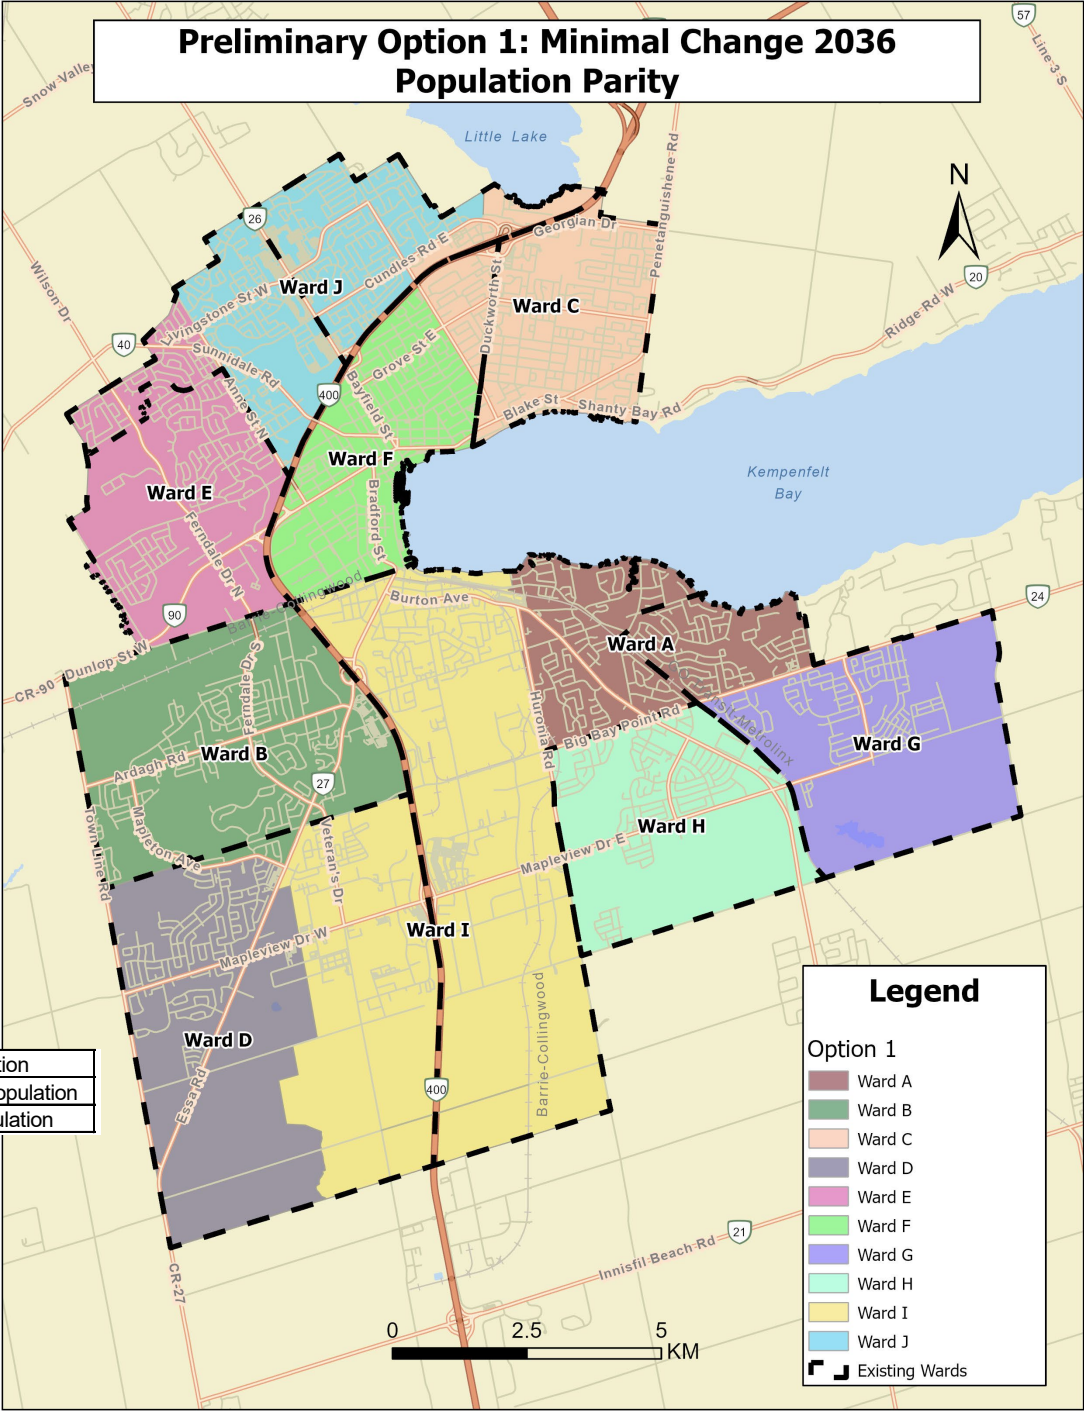 Preliminary Option 1: Minimal Change 2036
Population Parity
57
Line 3 S
Snow Valley
Little Lake
Penetanguishene Rd
N
26
Georgian Dr
Cundles Rd E
Wilson Dr
Ward J
Livingstone St W
Duckworth St
Ward C
20
Ridge Rd W
40
Sunnidale Rd
Grove St E
Anne St N
400
Bayfield St
Blake St
Shanty Bay Rd
Ward F
Kempenfelt
Bay
Ward E
Bradford St
Ferndale Dr N
Collingwood
Burton Ave
24
90
CR-90
Dunlop St W
Ferndale Dr S
Ward A
Huronia Rd
Big Bay Point Rd
Metrolinx
Ward B
Ardagh Rd
Ward G
27
Town Line Rd
Mapleton Ave
Veteran's Dr
Ward H
Mapleview Dr E
Mapleview Dr W
Ward I
Barrie-Collingwood
Ward D
Essa Rd
400
tion
opulation
ulation
21
Innisfil Beach Rd
CR-27
0 2.5 5
KM
Legend
Option 1
Ward A
Ward B
Ward C
Ward D
Ward E
Ward F
Ward G
Ward H
Ward I
Ward J
Existing Wards